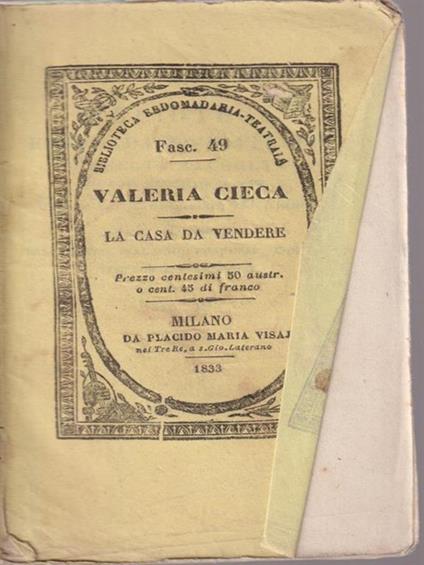 BIBLIOTECA EBDOMADARIA-TEATRALE
Fasc. 49
VALERIA CIECA
LA CASA DA VENDERE
Prezzo centesimi 50 austr.
o cent. 45 di franco
MILANO
DA PLACIDO MARIA VISAJ
nei Tre Re, a s. Gio. Laterano
1833